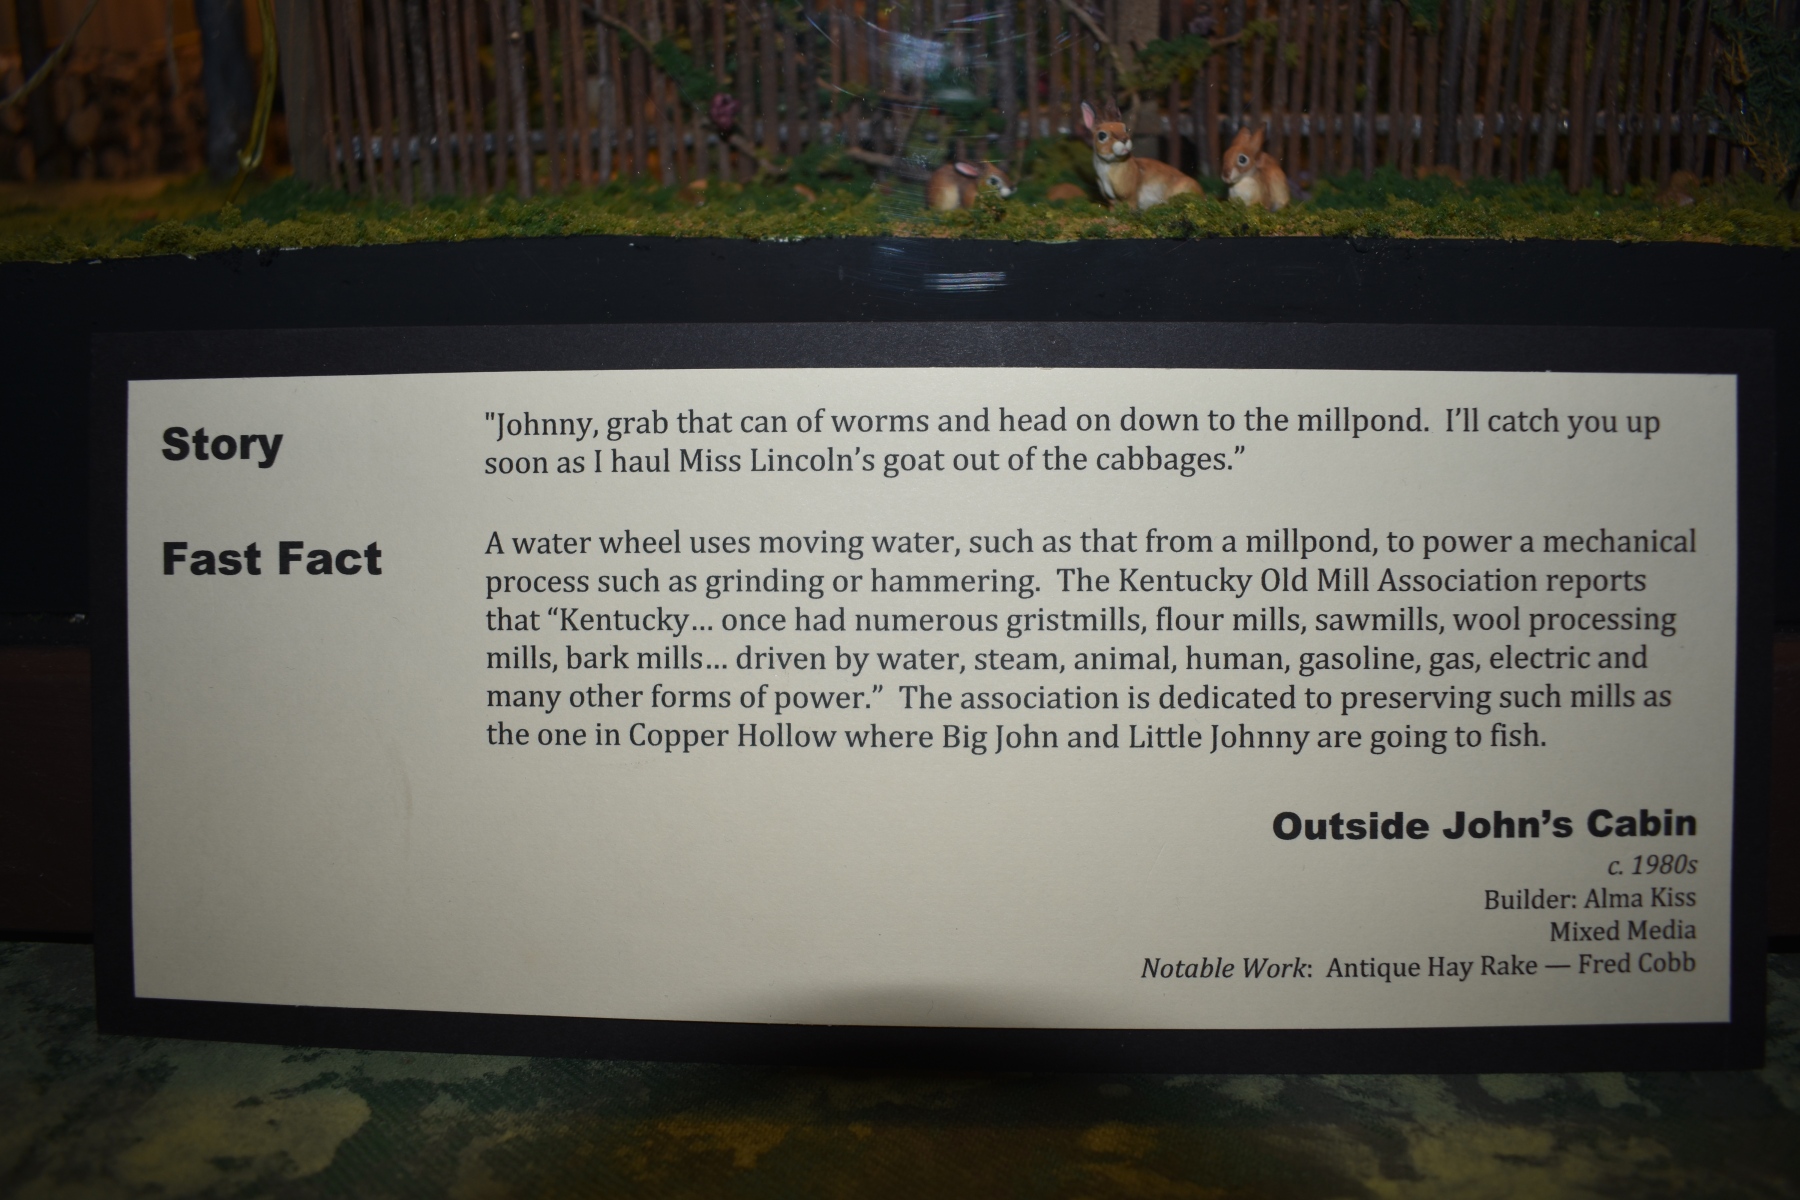 Story
"Johnny, grab that can of worms and head on down to the millpond.  I’ll catch you up
soon as I haul Miss Lincoln’s goat out of the cabbages.”
Fast Fact
A water wheel uses moving water, such as that from a millpond, to power a mechanical
process such as grinding or hammering.  The Kentucky Old Mill Association reports
that “Kentucky… once had numerous gristmills, flour mills, sawmills, wool processing
mills, bark mills… driven by water, steam, animal, human, gasoline, gas, electric and
many other forms of power.”  The association is dedicated to preserving such mills as
the one in Copper Hollow where Big John and Little Johnny are going to fish.
Outside John’s Cabin
c. 1980s
Builder: Alma Kiss
Mixed Media
Notable Work:  Antique Hay Rake — Fred Cobb